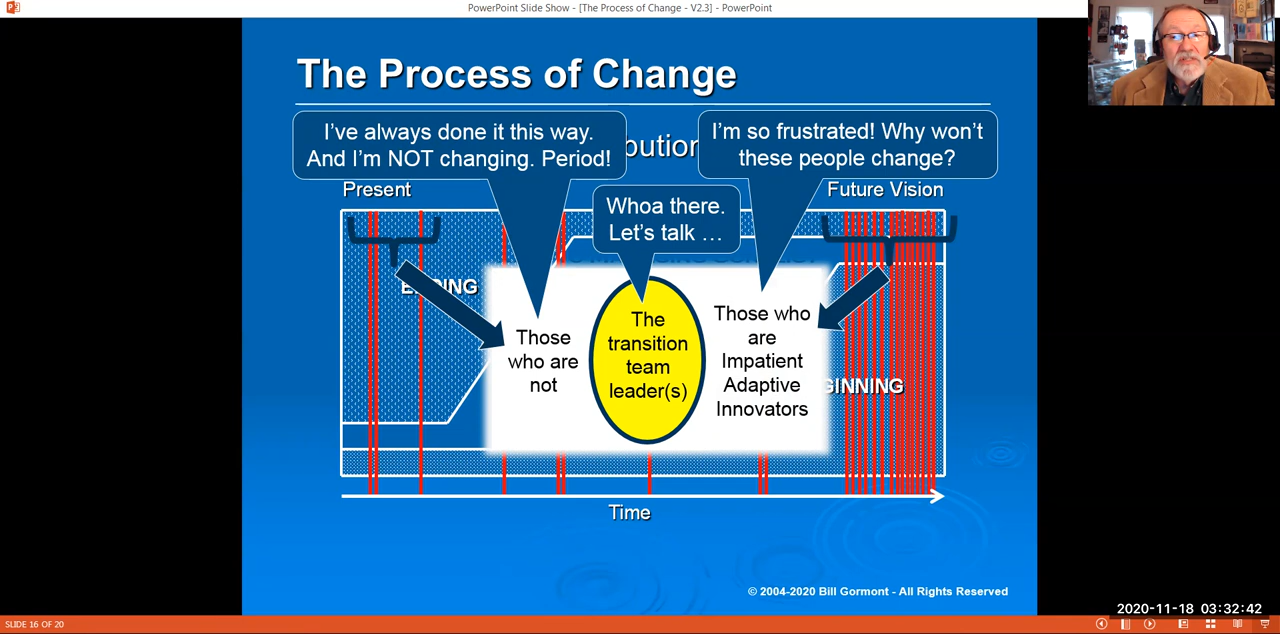 PowerPoint Slide Show - [The Process of Change - V2.3] - PowerPoint
The Process of Change
I've always done it this way.
And I'm NOT changing. Period!
I'm so frustrated! Why won't
these people change?
Present
Whoa there.
Let's talk …
Future Vision
Those
who are
not
The
transition
team
leader(s)
Those who
are
Impatient
Adaptive
Innovators
Time
© 2004-2020 Bill Gormont - All Rights Reserved
2020-11-18 03:32:42
SLIDE 16 OF 20